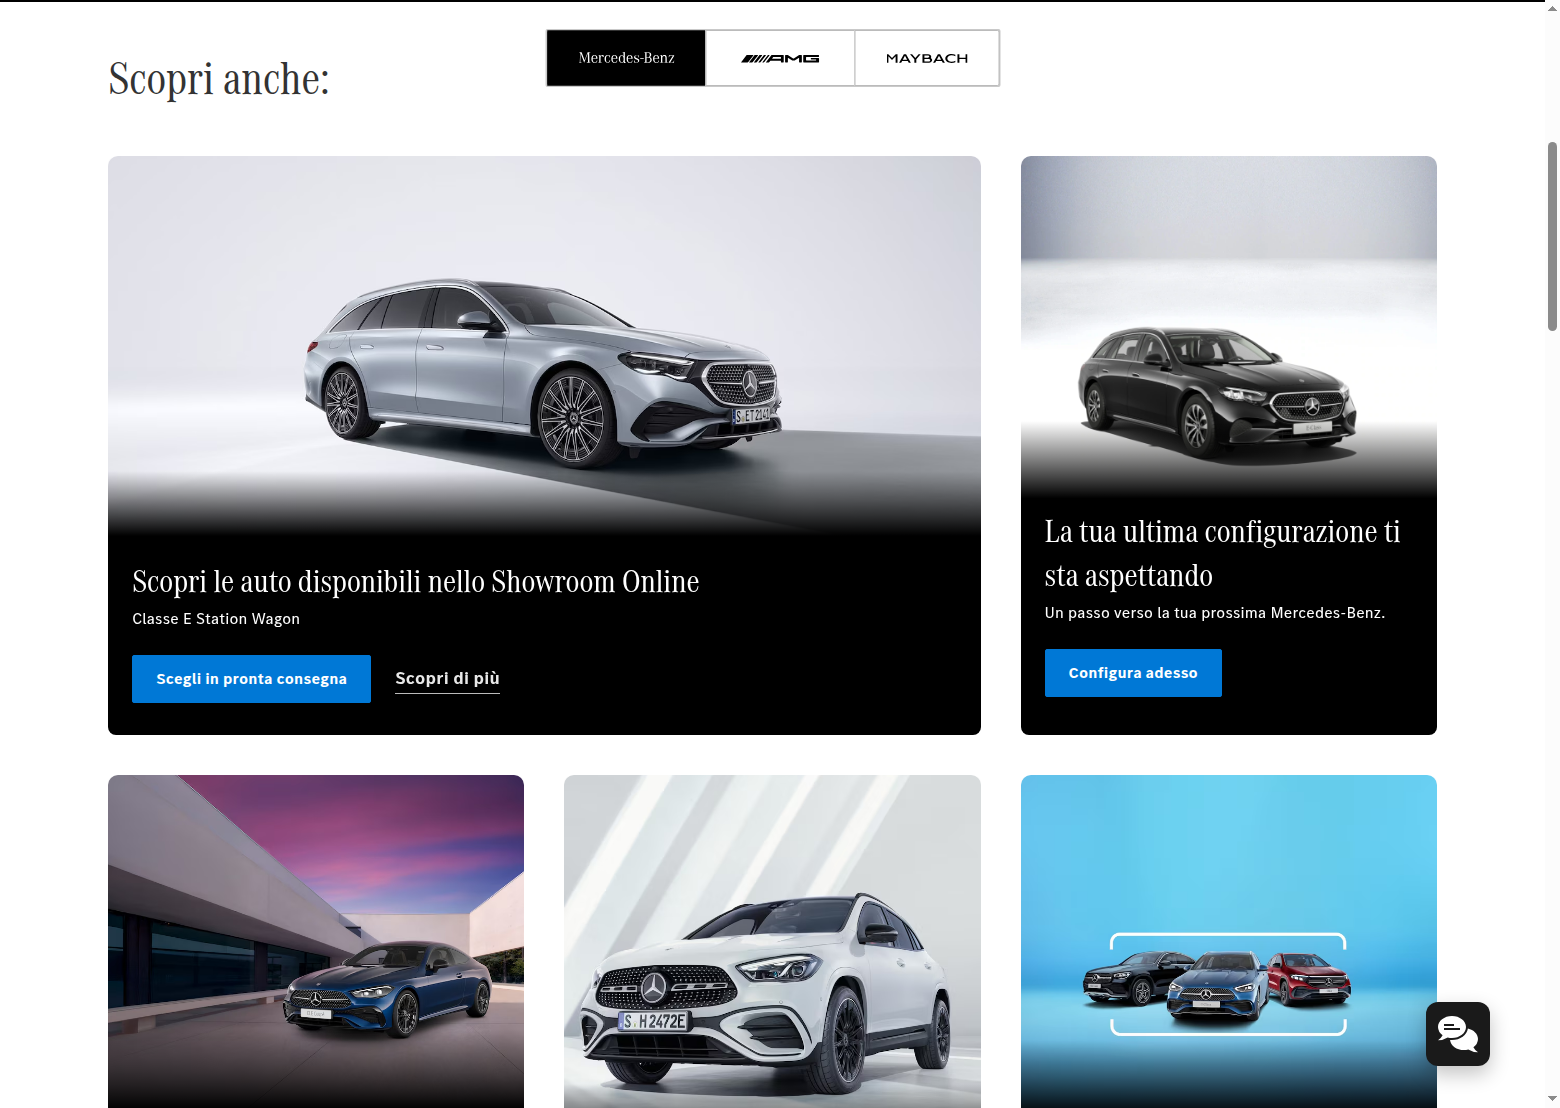 Scopri anche:
Mercedes-Benz
AMG
MAYBACH
S ET2141
Scopri le auto disponibili nello Showroom Online
Classe E Station Wagon
Scegli in pronta consegna
Scopri di più
La tua ultima configurazione ti
sta aspettando
Un passo verso la tua prossima Mercedes-Benz.
Configura adesso
S H 2472E